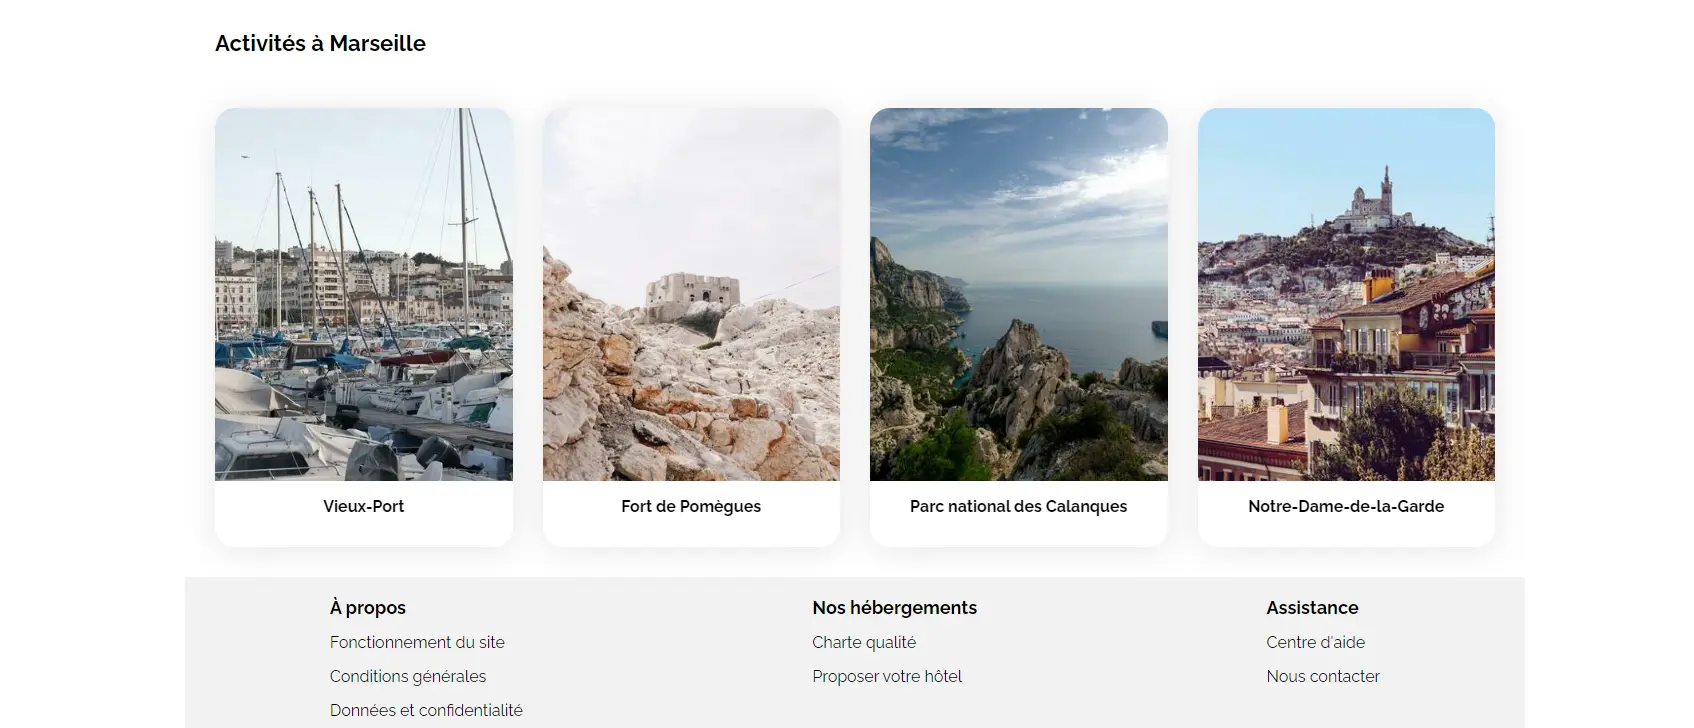 Activités à Marseille
Vieux-Port
Fort de Pomègues
Parc national des Calanques
Notre-Dame-de-la-Garde
À propos
Fonctionnement du site
Conditions générales
Données et confidentialité
Nos hébergements
Charte qualité
Proposer votre hôtel
Assistance
Centre d'aide
Nous contacter